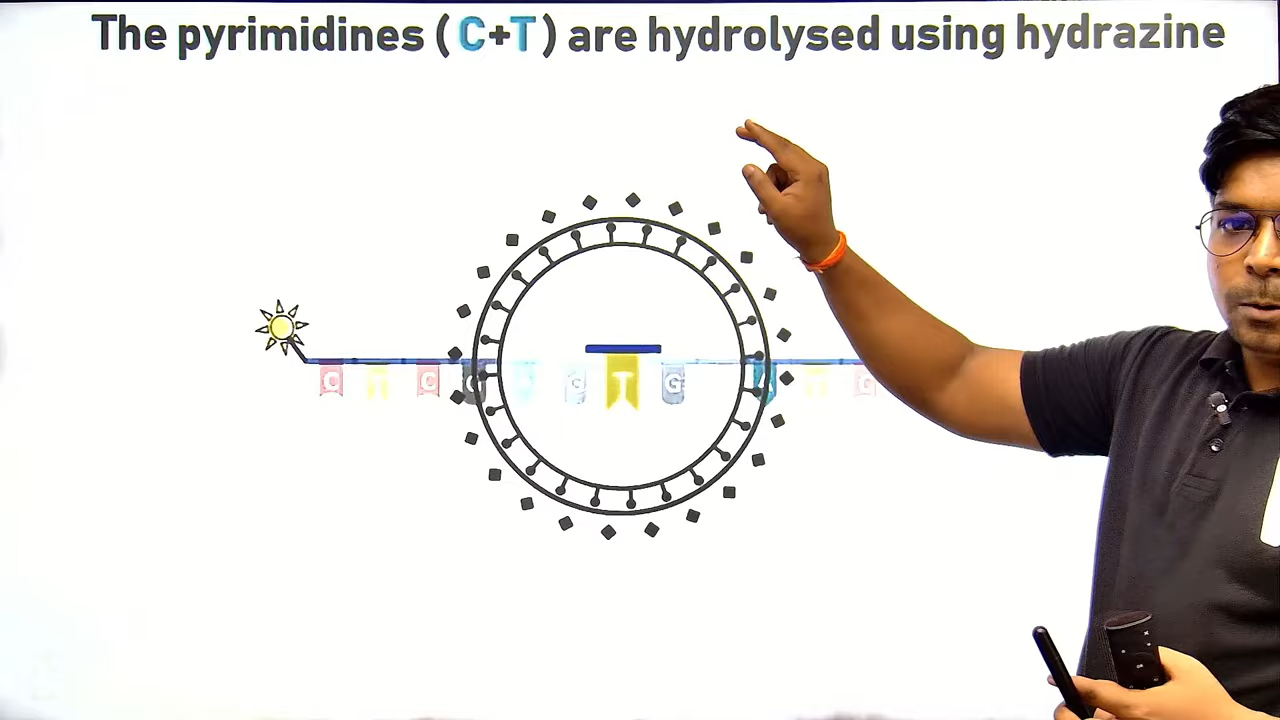 The pyrimidines (C+T) are hydrolysed using hydrazine
C C G T G